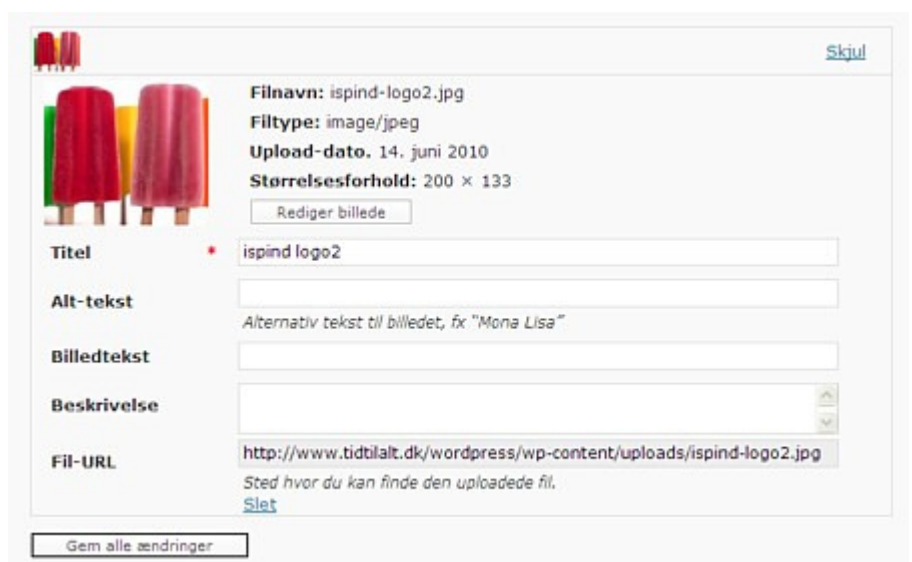 Skjul
Filnavn: ispind-logo2.jpg
Filtype: image/jpeg
Upload-dato. 14. juni 2010
Størrelsesforhold: 200 × 133
Rediger billede
Titel * ispind logo2
Alt-tekst
Alternativ tekst til billedet, fx "Mona Lisa"
Billedtekst
Beskrivelse
Fil-URL http://www.tidtilalt.dk/wordpress/wp-content/uploads/ispind-logo2.jpg
Sted hvor du kan finde den uploadede fil.
Slet
Gem alle ændringer